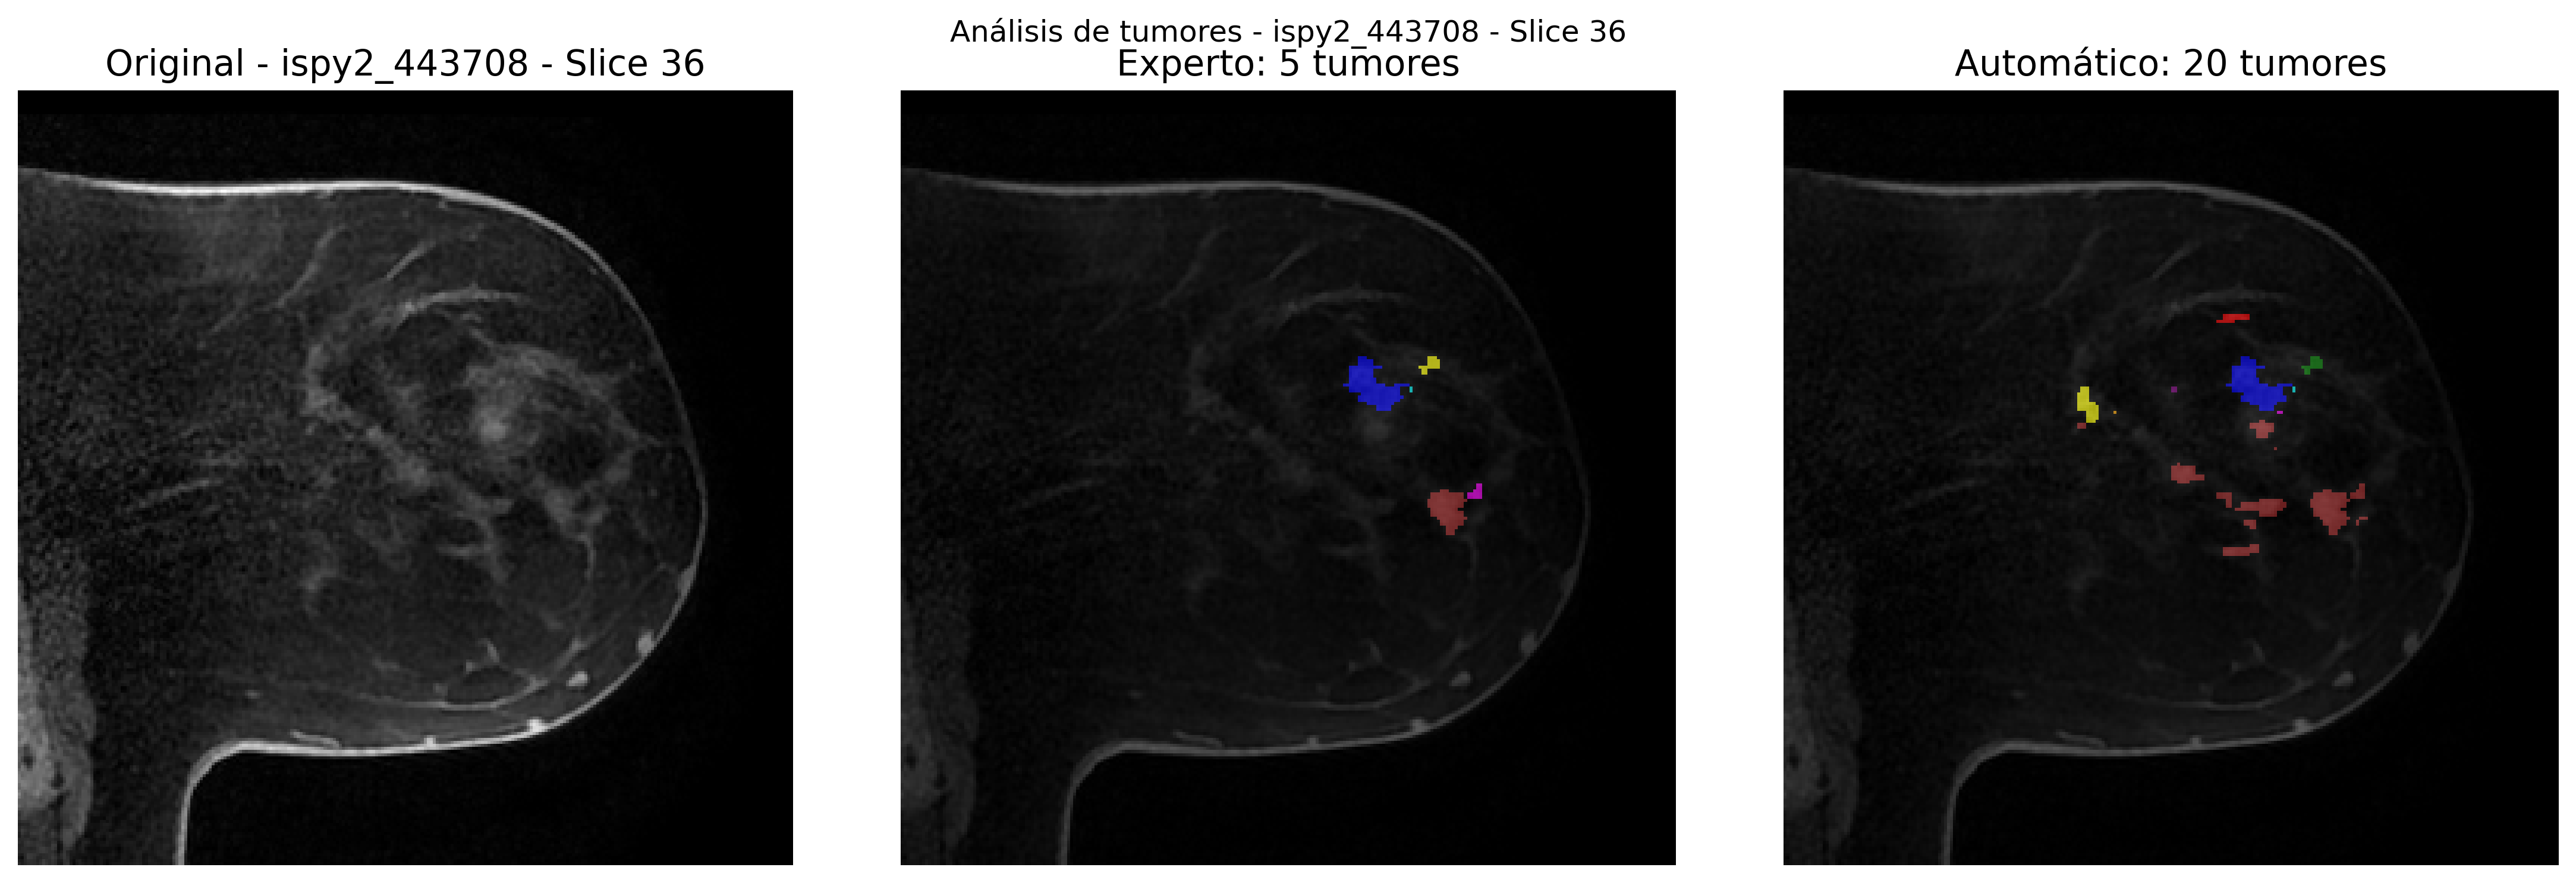 Análisis de tumores - ispy2_443708 - Slice 36
Original - ispy2_443708 - Slice 36
Experto: 5 tumores
Automático: 20 tumores